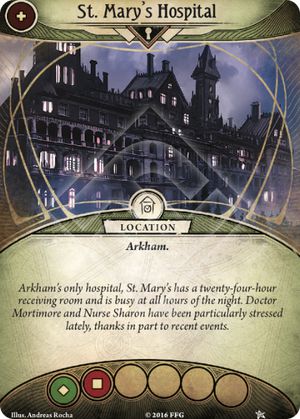 St. Mary's Hospital
LOCATION
Arkham.
Arkham's only hospital, St. Mary's has a twenty-four-hour
receiving room and is busy at all hours of the night. Doctor
Mortimore and Nurse Sharon have been particularly stressed
lately, thanks in part to recent events.
Illus. Andreas Rocha
© 2016 FFG